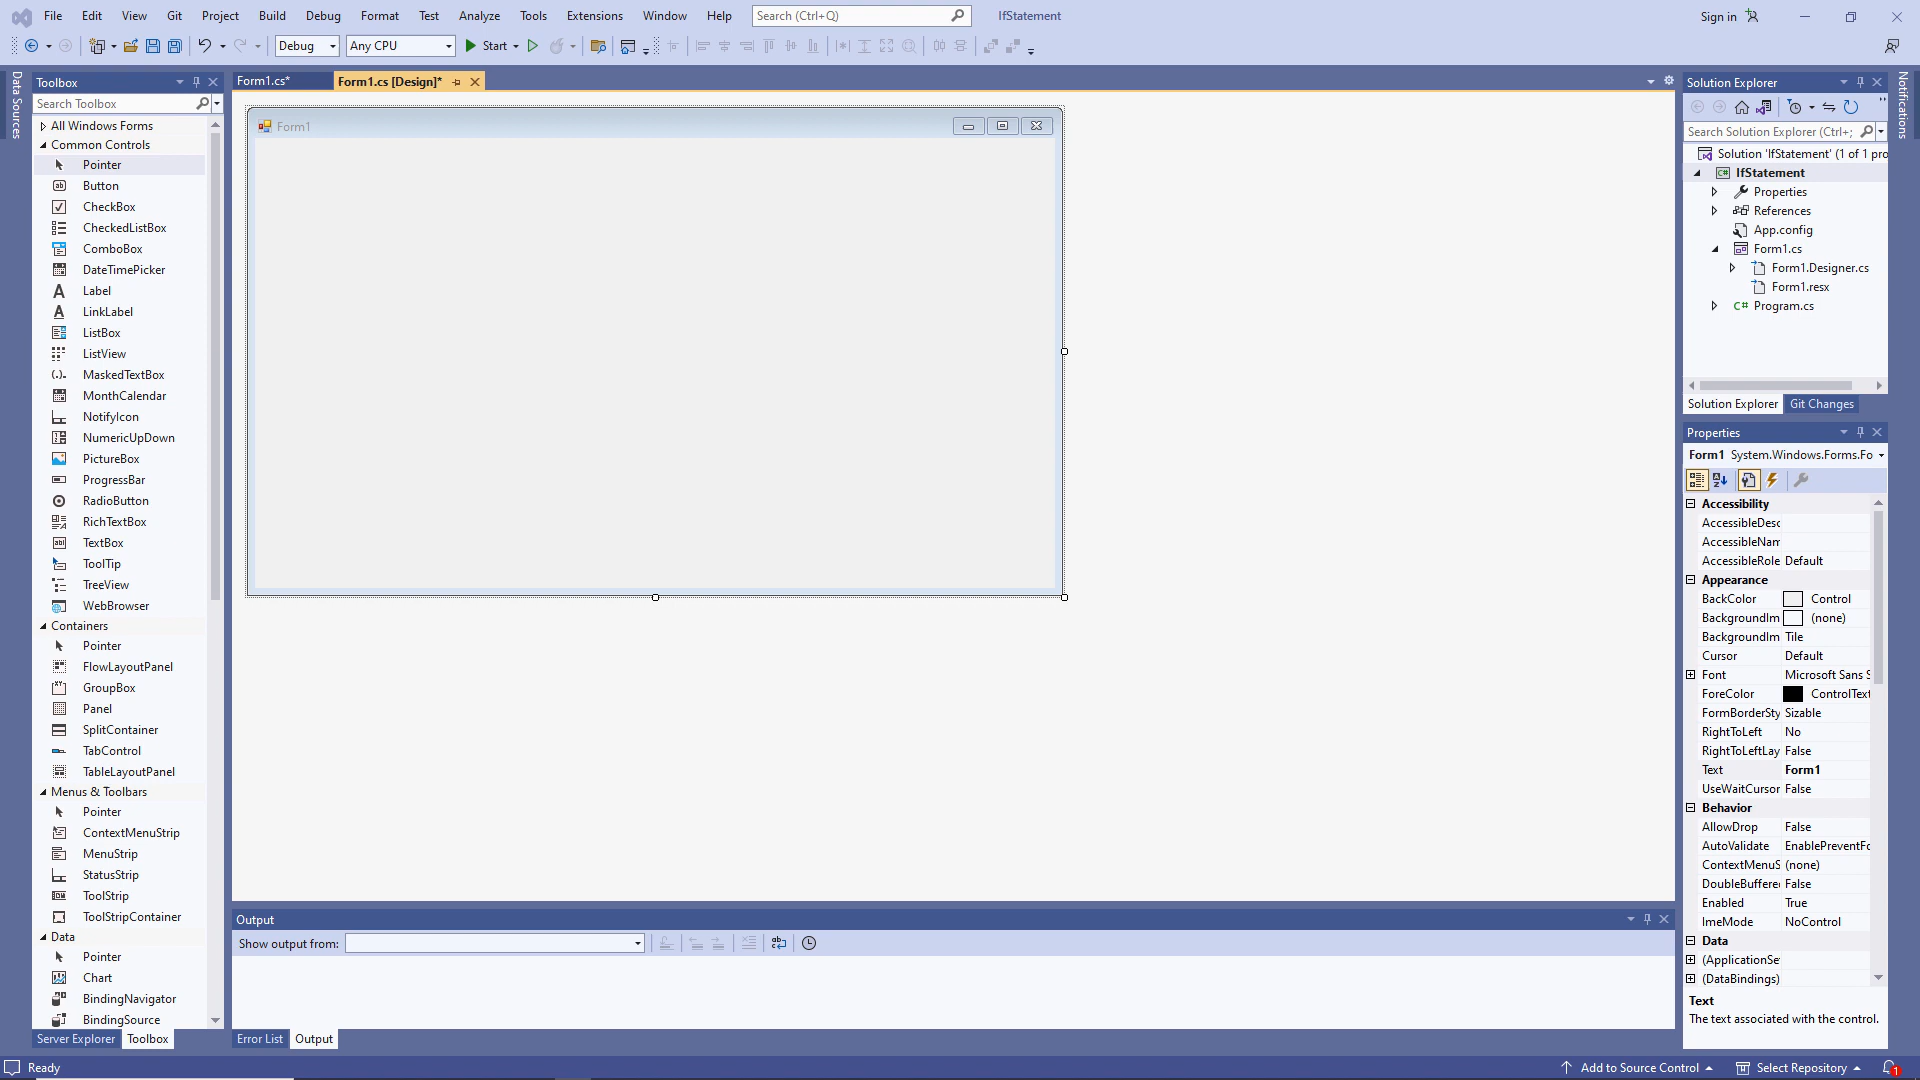 File Edit View Git Project Build Debug Format Test Analyze Tools Extensions Window Help Search (Ctrl+Q) IfStatement Sign in
Debug Any CPU Start
Data Sources
Toolbox
Search Toolbox
All Windows Forms
Common Controls
Pointer
Button
CheckBox
CheckedListBox
ComboBox
DateTimePicker
Label
LinkLabel
ListBox
ListView
MaskedTextBox
MonthCalendar
NotifyIcon
NumericUpDown
PictureBox
ProgressBar
RadioButton
RichTextBox
TextBox
ToolTip
TreeView
WebBrowser
Containers
Pointer
FlowLayoutPanel
GroupBox
Panel
SplitContainer
TabControl
TableLayoutPanel
Menus & Toolbars
Pointer
ContextMenuStrip
MenuStrip
StatusStrip
ToolStrip
ToolStripContainer
Data
Pointer
Chart
BindingNavigator
BindingSource
Server Explorer Toolbox
Form1.cs* Form1.cs [Design]*
Form1
Output
Show output from:
Error List Output
Solution Explorer
Search Solution Explorer (Ctrl+;
Solution 'IfStatement' (1 of 1 pro
IfStatement
Properties
References
App.config
Form1.cs
Form1.Designer.cs
Form1.resx
C# Program.cs
Solution Explorer Git Changes
Properties
Form1 System.Windows.Forms.Fo
Accessibility
AccessibleDesc
AccessibleNam
AccessibleRole Default
Appearance
BackColor Control
BackgroundIm (none)
BackgroundIm Tile
Cursor Default
Font Microsoft Sans S
ForeColor ControlText
FormBorderSty Sizable
RightToLeft No
RightToLeftLay False
Text Form1
UseWaitCursor False
Behavior
AllowDrop False
AutoValidate EnablePreventFo
ContextMenuS (none)
DoubleBuffered False
Enabled True
ImeMode NoControl
Data
(ApplicationSe
(DataBindings)
Text
The text associated with the control.
Notifications
Ready Add to Source Control Select Repository 1